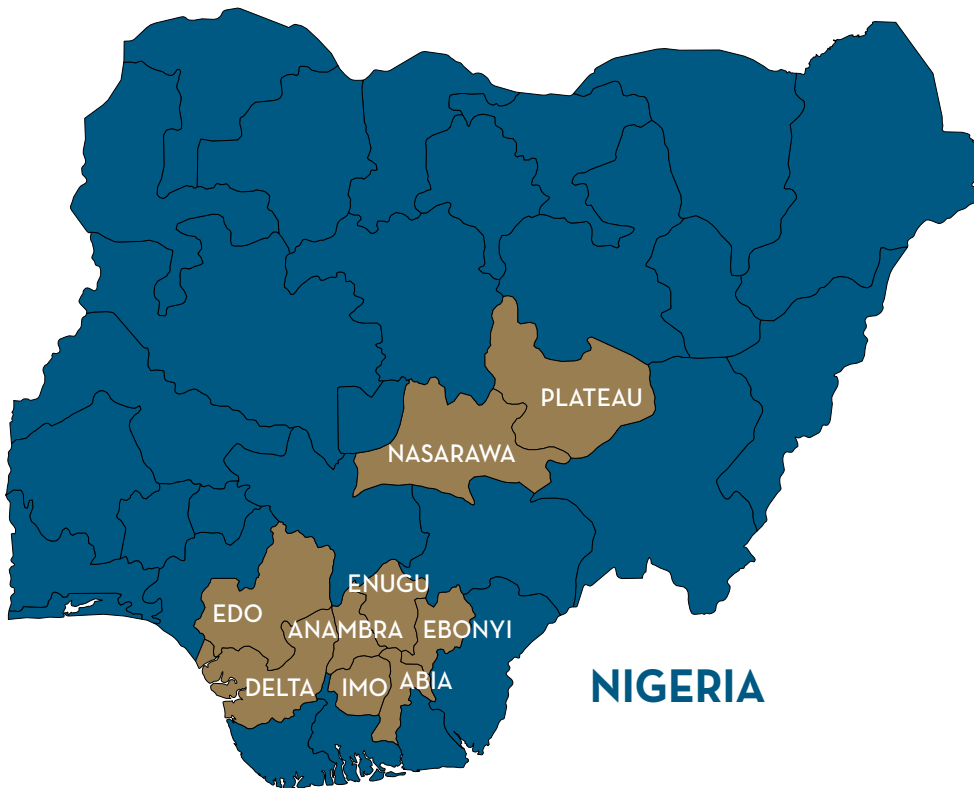 PLATEAU
NASARAWA
ENUGU
EDO
ANAMBRA
EBONYI
DELTA
IMO
ABIA
NIGERIA